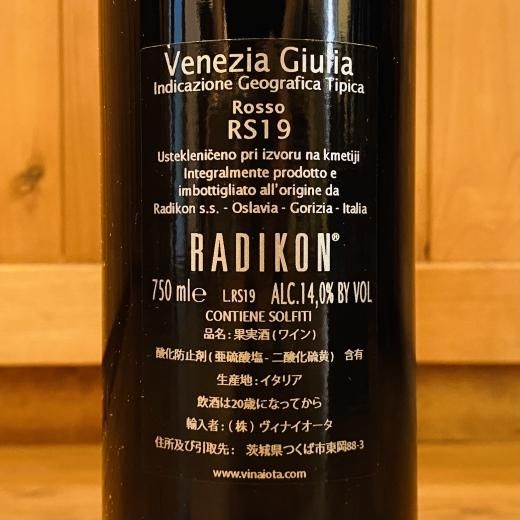 Venezia Giulia
Indicazione Geografica Tipica
Rosso
RS19
Ustekleničeno pri izvoru na kmetiji
Integralmente prodotto e
imbottigliato all'origine da
Radikon s.s. - Oslavia - Gorizia - Italia
RADIKON®
750 ml℮ L.RS19 ALC.14,0% BY VOL
CONTIENE SOLFITI
品名:果実酒(ワイン)
酸化防止剤(亜硫酸塩-二酸化硫黄) 含有
生産地:イタリア
飲酒は20歳になってから
輸入者:(株)ヴィナイオータ
住所及び引取先: 茨城県つくば市東岡88-3
www.vinaiota.com